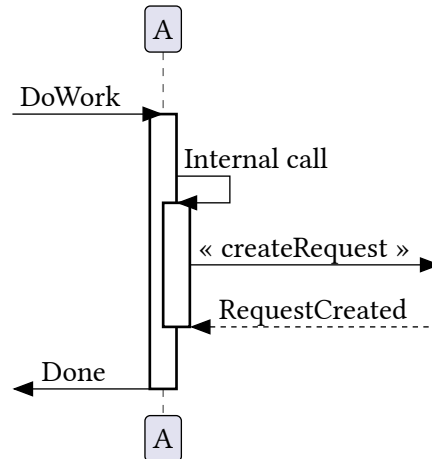 A
DoWork
Internal call
« createRequest »
RequestCreated
Done
A